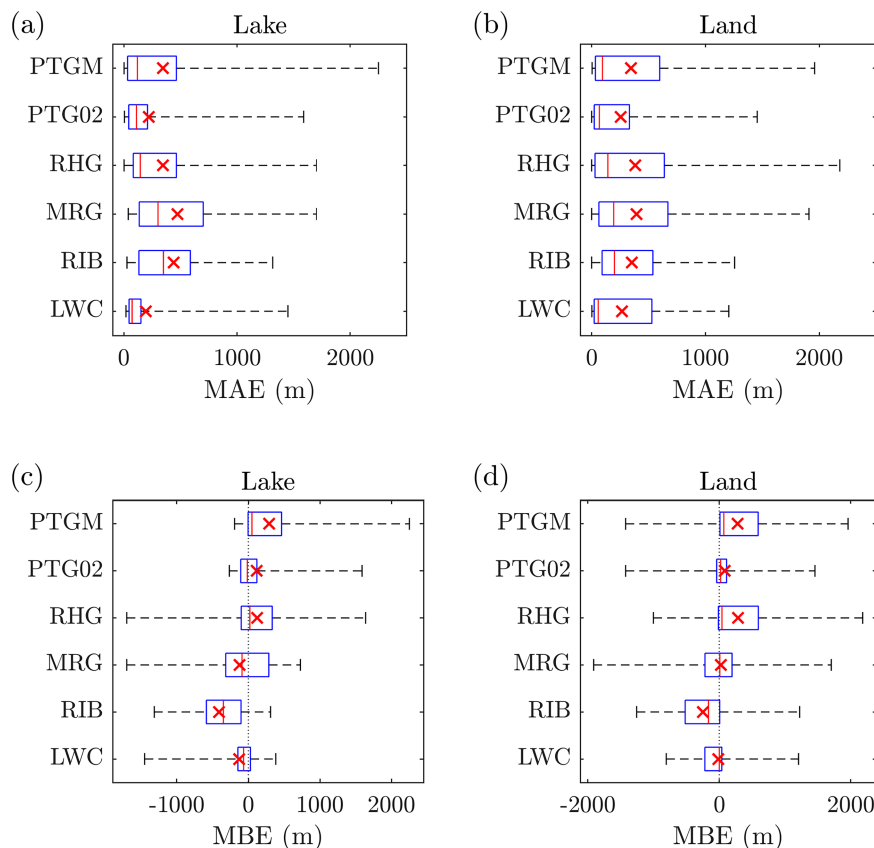 (a)
Lake
PTGM
PTG02
RHG
MRG
RIB
LWC
0
1000
2000
MAE (m)
(b)
Land
PTGM
PTG02
RHG
MRG
RIB
LWC
0
1000
2000
MAE (m)
(c)
Lake
PTGM
PTG02
RHG
MRG
RIB
LWC
-1000
0
1000
2000
MBE (m)
(d)
Land
PTGM
PTG02
RHG
MRG
RIB
LWC
-2000
0
2000
MBE (m)